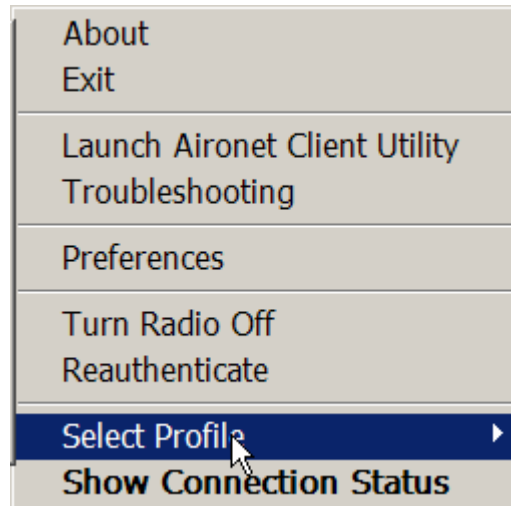 About
Exit
Launch Aironet Client Utility
Troubleshooting
Preferences
Turn Radio Off
Reauthenticate
Select Profile
Show Connection Status